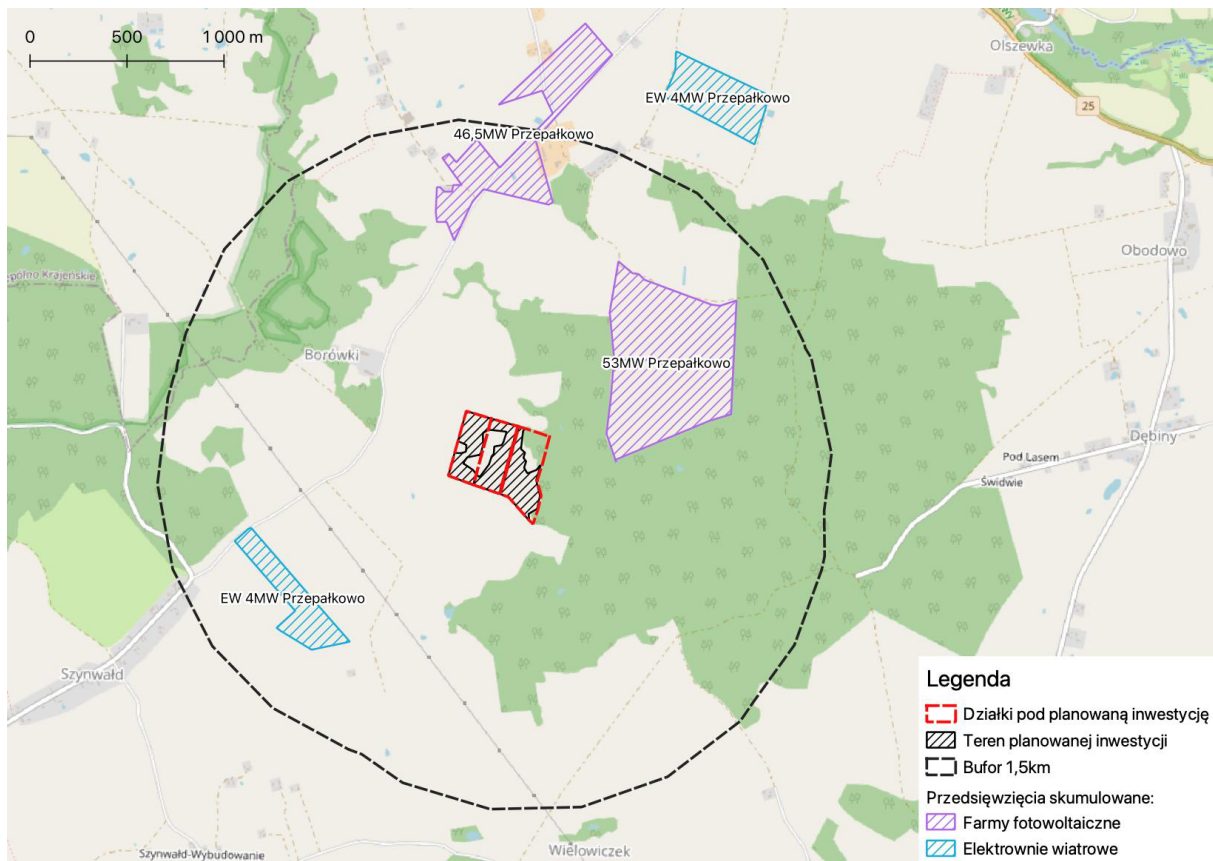 0 500 1 000 m
Olszewka
EW 4MW Przepałkowo
25
46,5MW Przepałkowo
Obodowo
Krajeńskie
Borówki
53MW Przepałkowo
Dębiny
Pod Lasem
Świdwie
EW 4MW Przepałkowo
Szynwałd
Legenda
Działki pod planowaną inwestycję
Teren planowanej inwestycji
Bufor 1,5km
Przedsięwzięcia skumulowane:
Farmy fotowoltaiczne
Elektrownie wiatrowe
Szynwałd-Wybudowanie
Wielowiczek